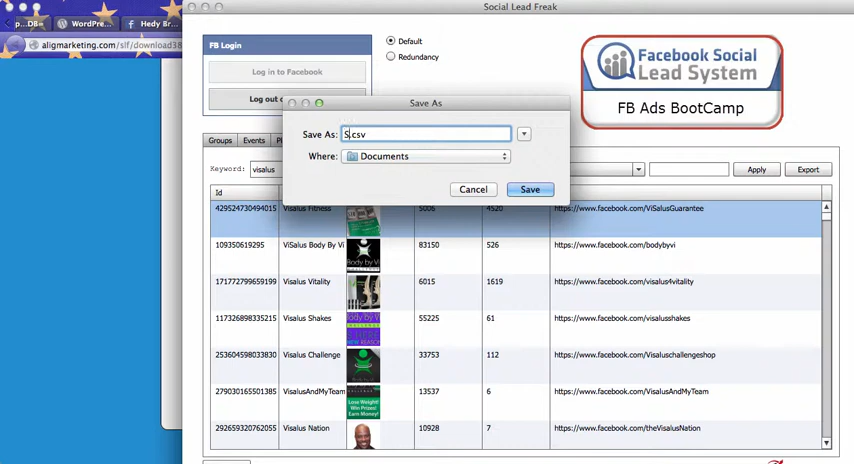 Social Lead Freak
WordPre...
Hedy Br...
aligmarketing.com/slf/download38
FB Login
Log in to Facebook
Log out
Default
Redundancy
Facebook Social
Lead System
FB Ads BootCamp
Save As
Save As: S.csv
Where: Documents
Cancel Save
Groups Events
Keyword: visalus Apply Export
Id
429524730494015 Visalus Fitness 5006 4520 https://www.facebook.com/ViSalusGuarantee
109350619295 ViSalus Body By Vi 83150 526 https://www.facebook.com/bodybyvi
171772799659199 Visalus Vitality 6015 1619 https://www.facebook.com/visalus4vitality
117326898335215 Visalus Shakes 55225 61 https://www.facebook.com/visalusshakes
253604598033830 Visalus Challenge 33753 112 https://www.facebook.com/Visaluschallengeshop
279030165501385 VisalusAndMyTeam 13537 6 https://www.facebook.com/VisalusAndMyTeam
Lose Weight!
Win Prizes!
Earn Money!
292659320762055 Visalus Nation 10928 7 https://www.facebook.com/theVisalusNation